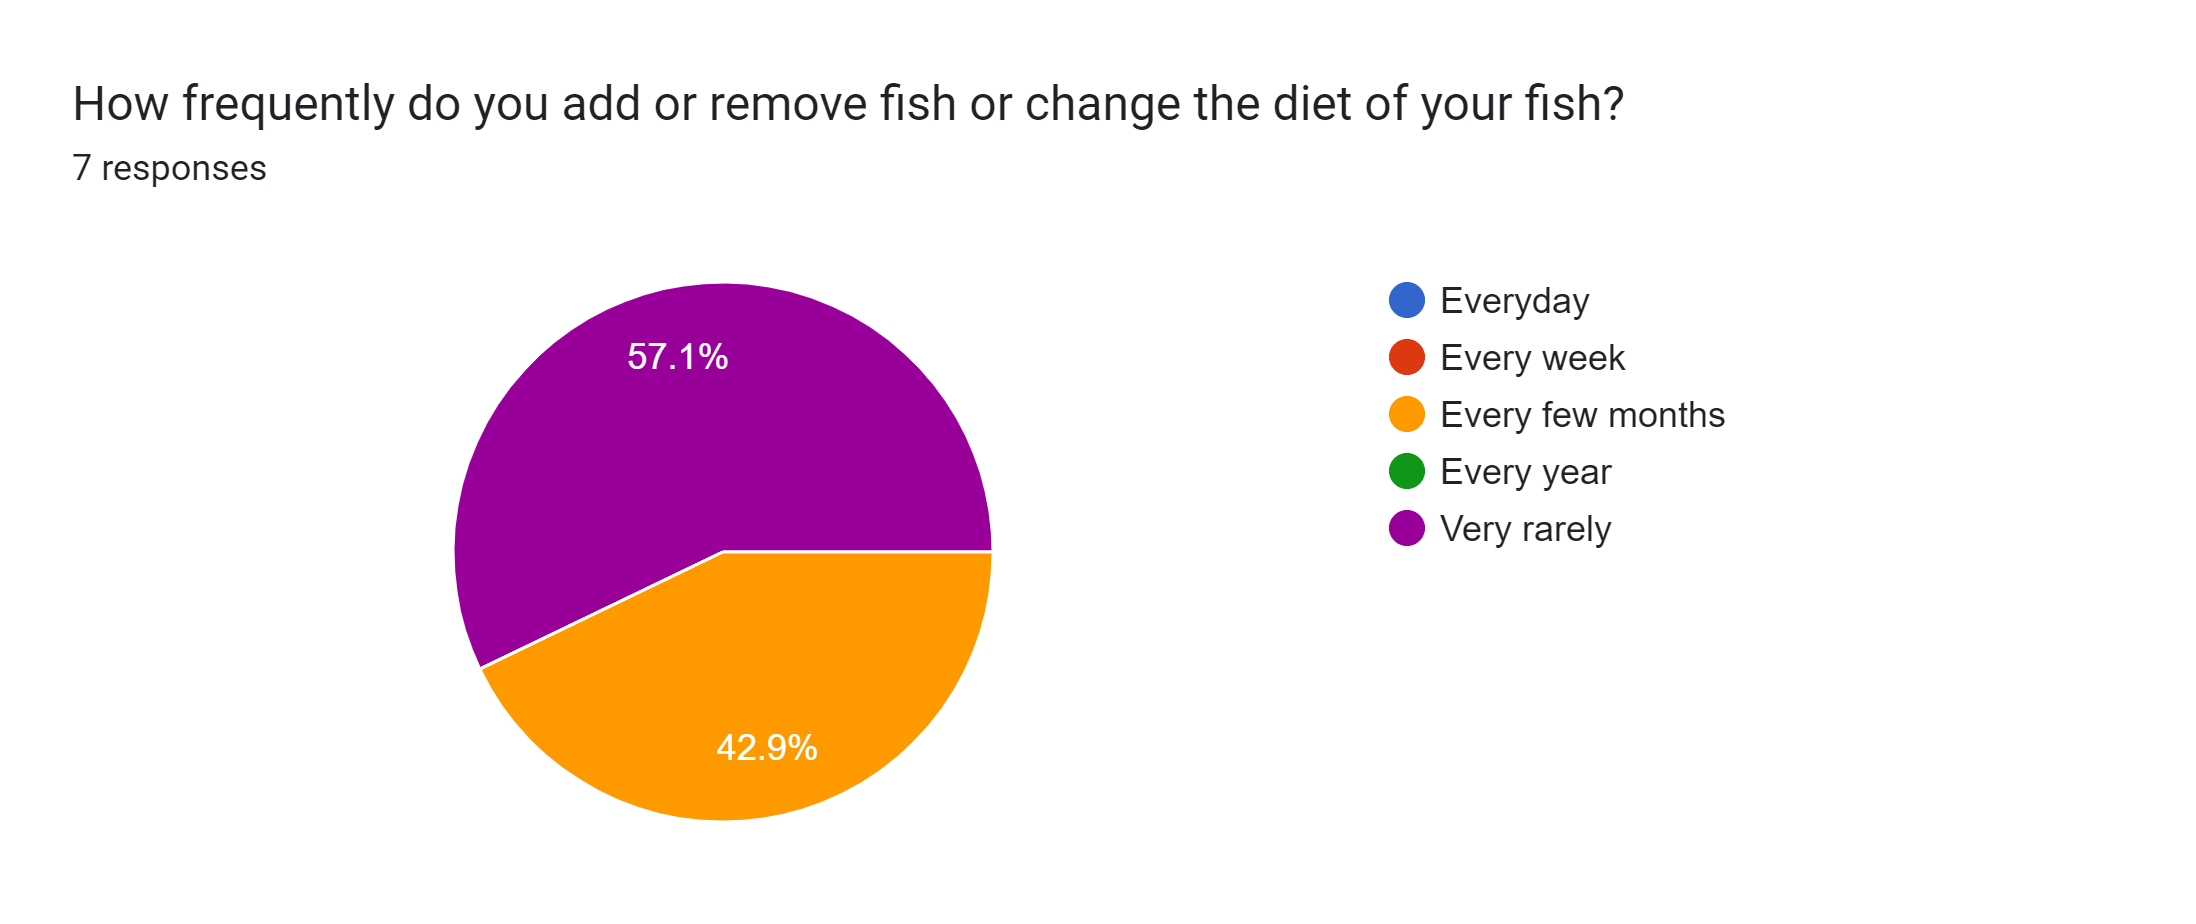 How frequently do you add or remove fish or change the diet of your fish?
7 responses
57.1%
42.9%
Everyday
Every week
Every few months
Every year
Very rarely